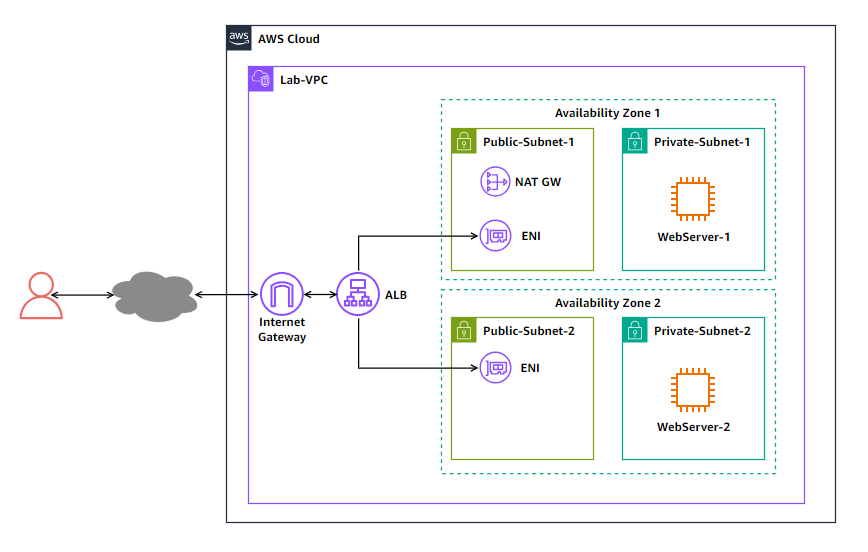 aws
AWS Cloud
Lab-VPC
Availability Zone 1
Public-Subnet-1
Private-Subnet-1
NAT GW
WebServer-1
ENI
Internet
Gateway
ALB
Availability Zone 2
Public-Subnet-2
Private-Subnet-2
ENI
WebServer-2